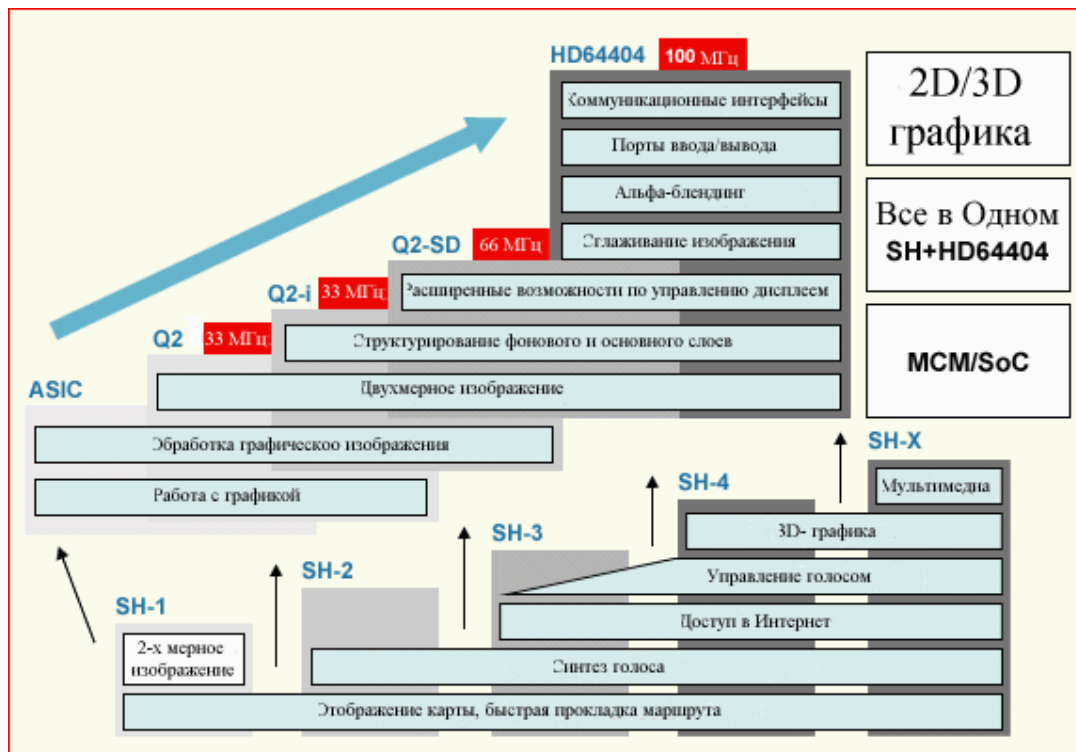 HD64404
100 МГц
Коммуникационные интерфейсы
Порты ввода/вывода
Альфа-блендинг
Сглаживание изображения
Q2-SD
66 МГц
Расширенные возможности по управлению дисплеем
Q2-i
33 МГц
Структурирование фонового и основного слоев
Q2
33 МГц
Двухмерное изображение
ASIC
Обработка графическоо изображения
Работа с графикой
2D/3D
графика
Все в Одном
SH+HD64404
MCM/SoC
SH-X
Мультимедиа
SH-4
3D- графика
SH-3
Управление голосом
Доступ в Интернет
SH-2
Синтез голоса
SH-1
2-х мерное
изображение
Отображение карты, быстрая прокладка маршрута